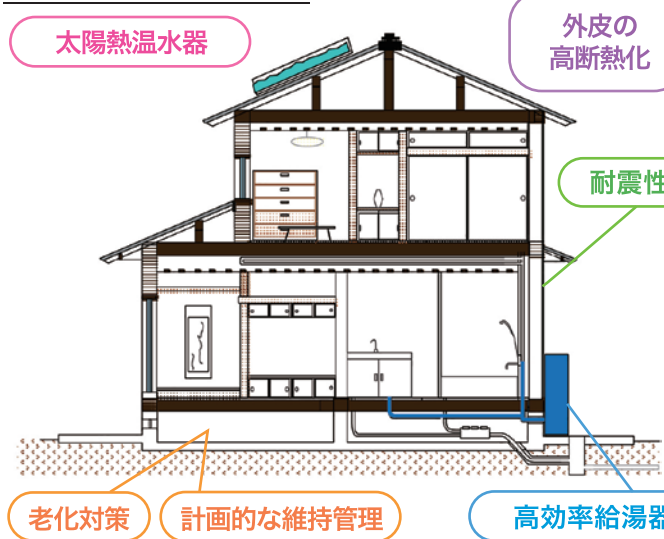 太陽熱温水器
外皮の
高断熱化
耐震性
老化対策
計画的な維持管理
高効率給湯器